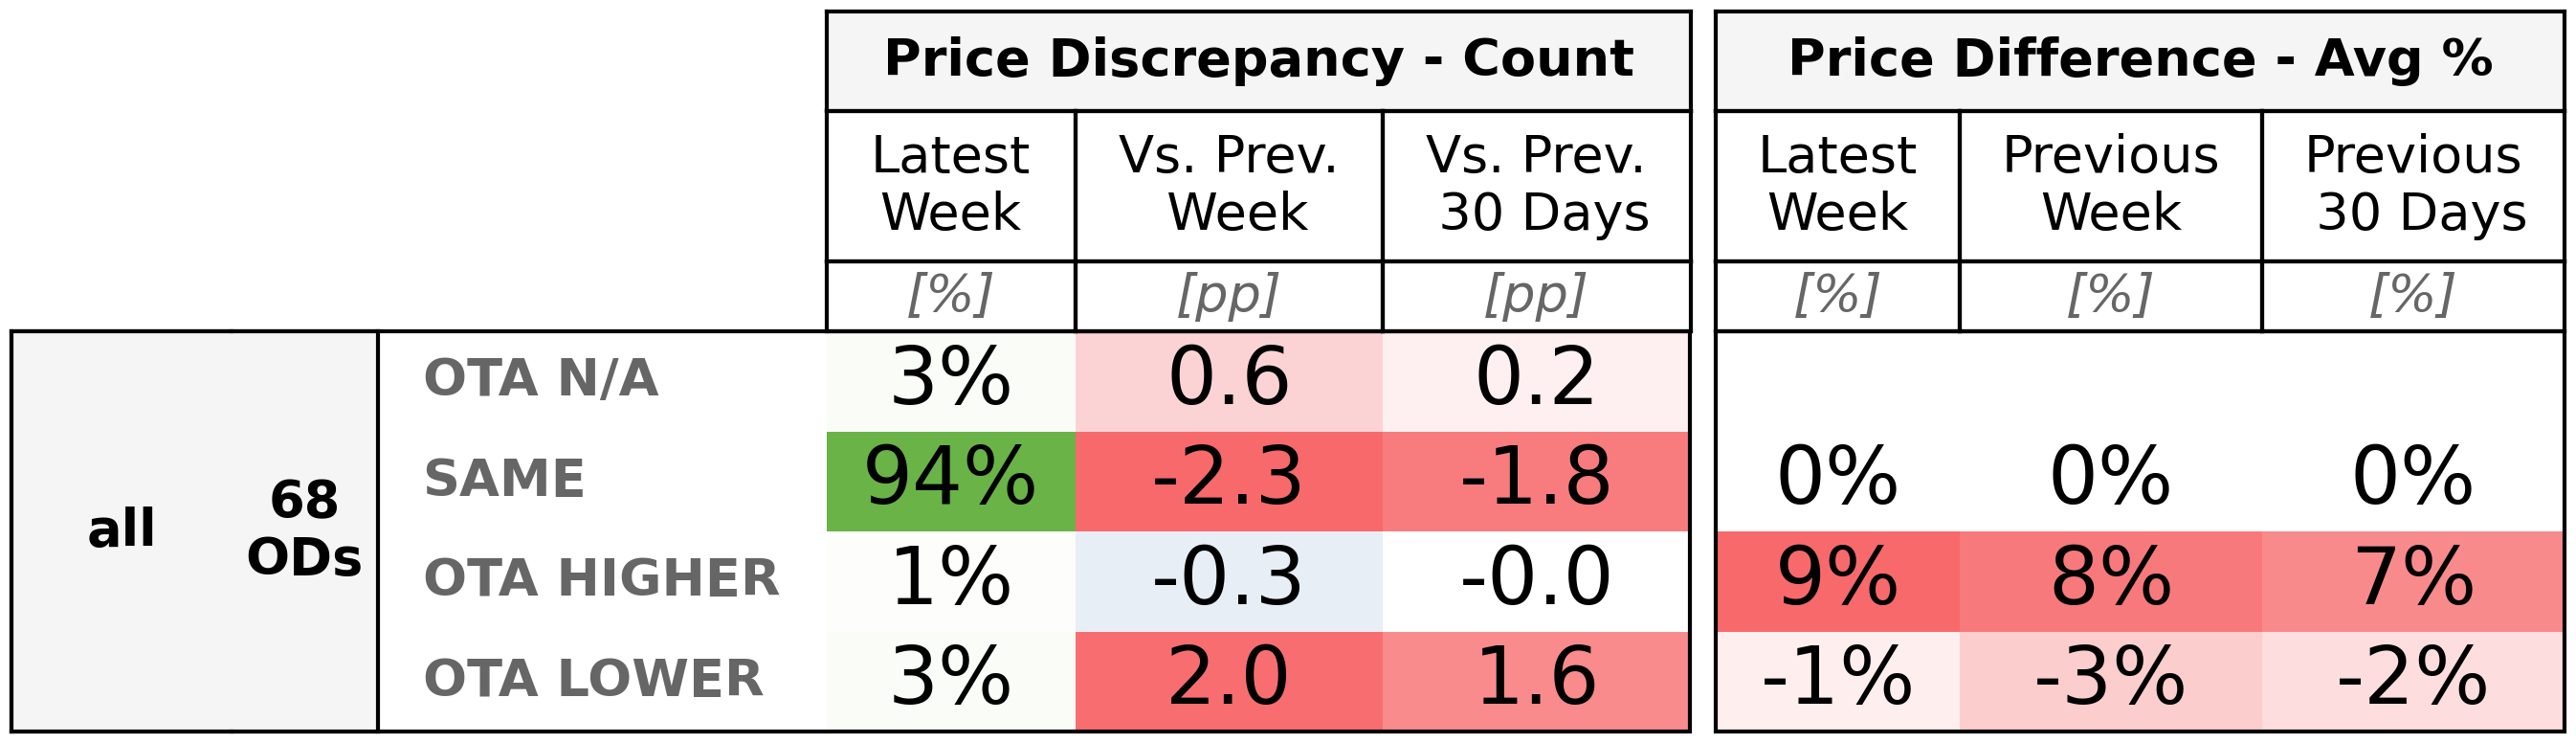 Price Discrepancy - Count Price Difference - Avg %
Latest Week Vs. Prev. Week Vs. Prev. 30 Days Latest Week Previous Week Previous 30 Days
[%] [pp] [pp] [%] [%] [%]
all 68 ODs
OTA N/A 3% 0.6 0.2
SAME 94% -2.3 -1.8 0% 0% 0%
OTA HIGHER 1% -0.3 -0.0 9% 8% 7%
OTA LOWER 3% 2.0 1.6 -1% -3% -2%